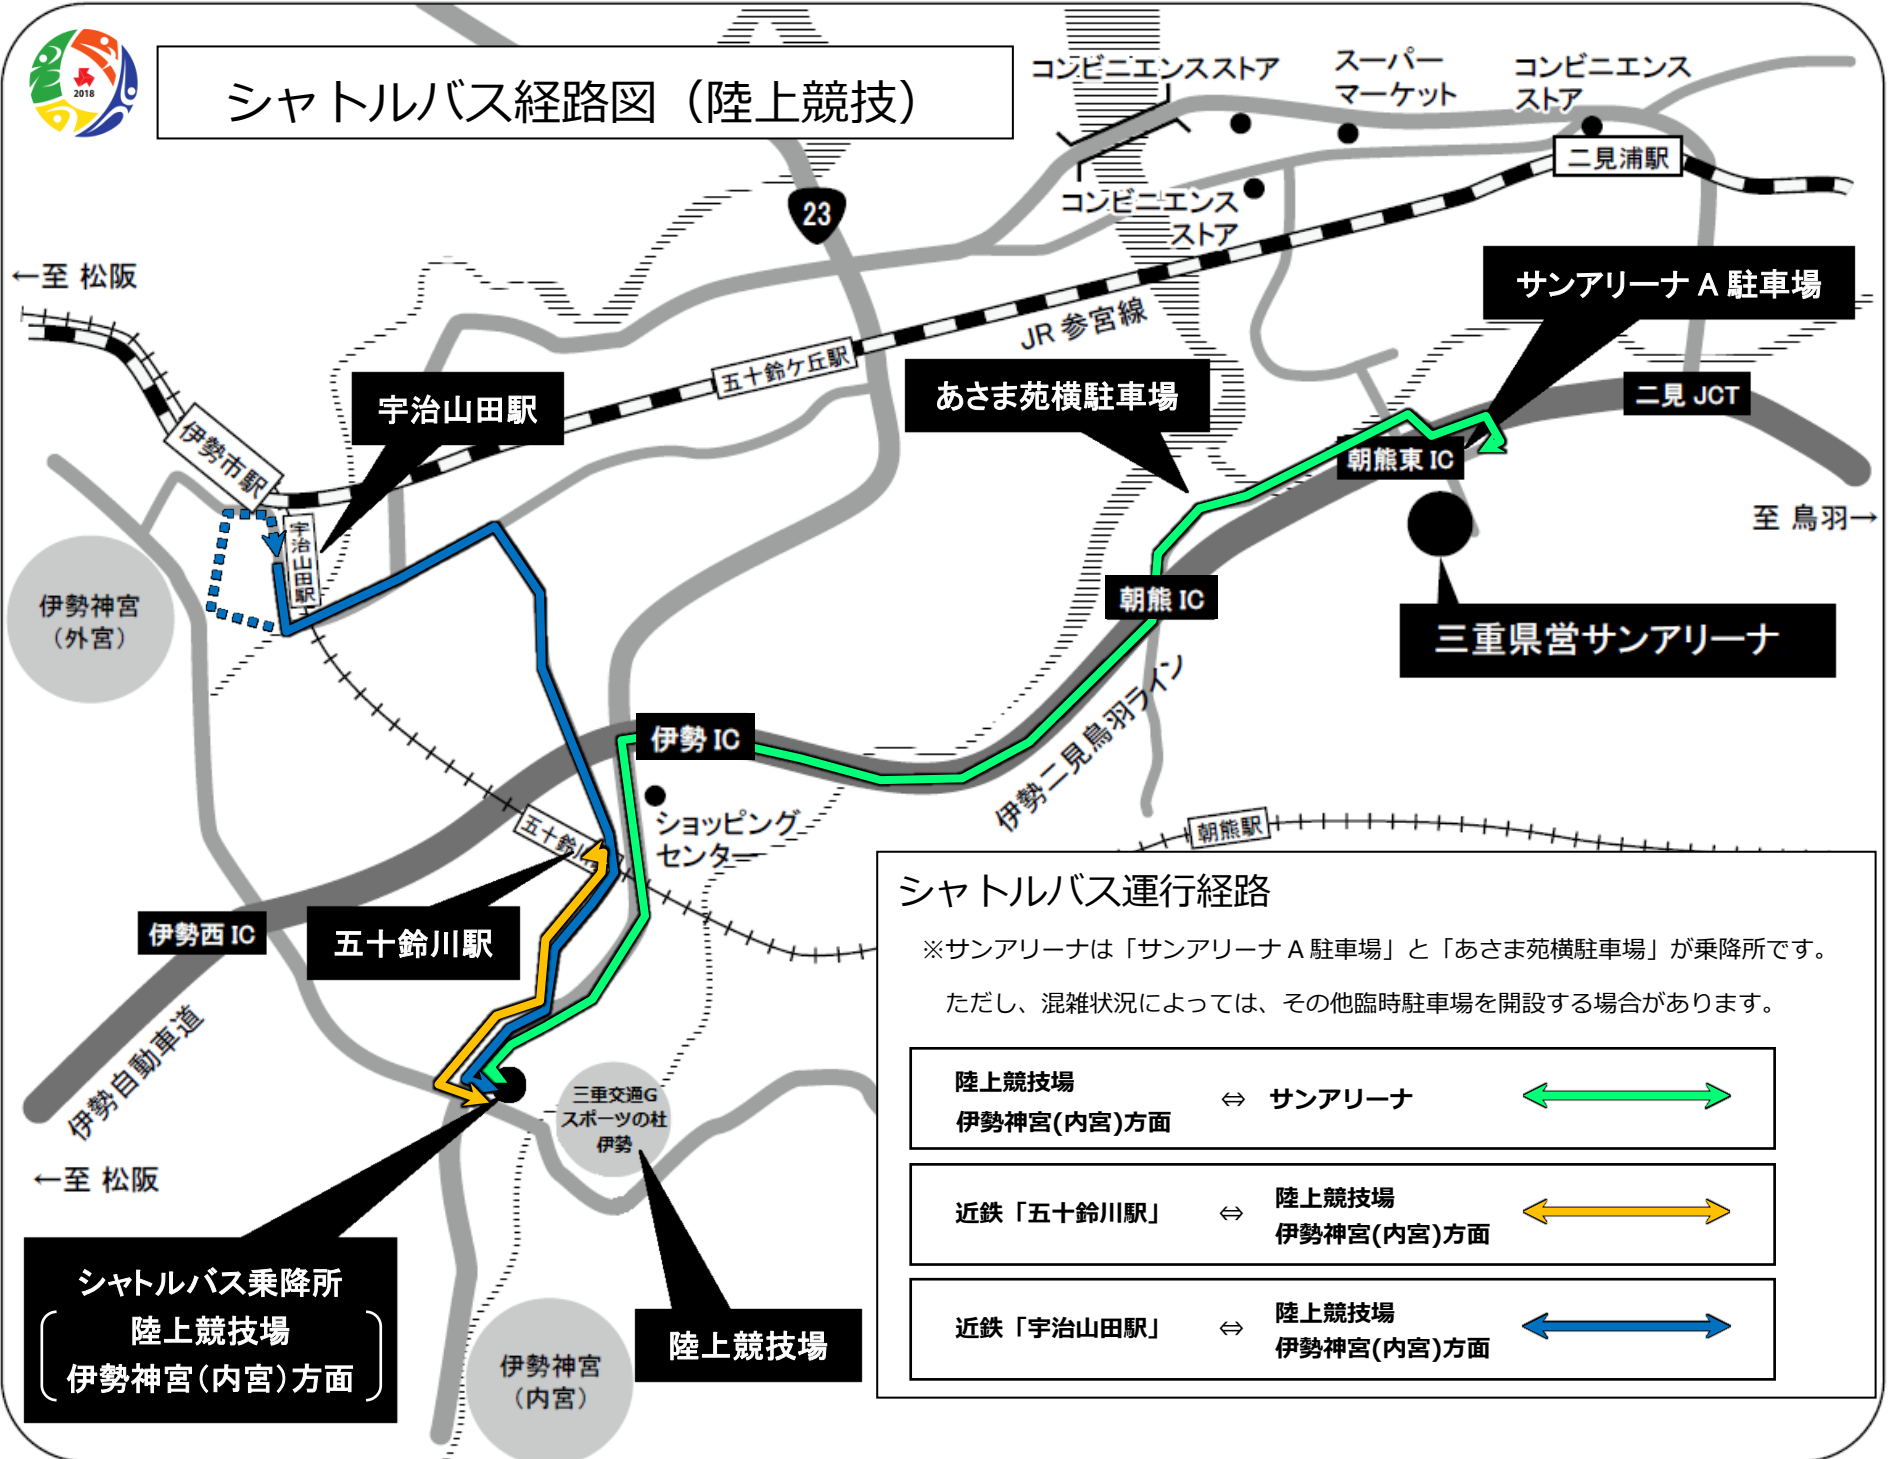 2018
シャトルバス経路図（陸上競技）
コンビニエンスストア
スーパー
マーケット
コンビニエンス
ストア
二見浦駅
23
コンビニエンス
ストア
←至 松阪
サンアリーナ A 駐車場
JR 参宮線
五十鈴ケ丘駅
あさま苑横駐車場
二見 JCT
宇治山田駅
伊勢市駅
朝熊東 IC
至 鳥羽→
宇治山田駅
伊勢神宮
（外宮）
朝熊 IC
三重県営サンアリーナ
伊勢 IC
伊勢二見鳥羽ライン
ショッピング
センター
五十鈴川
朝熊駅
伊勢西 IC
五十鈴川駅
伊勢自動車道
←至 松阪
三重交通G
スポーツの杜
伊勢
シャトルバス乗降所
陸上競技場
伊勢神宮（内宮）方面
陸上競技場
伊勢神宮
（内宮）
シャトルバス運行経路
※サンアリーナは「サンアリーナ A 駐車場」と「あさま苑横駐車場」が乗降所です。
ただし、混雑状況によっては、その他臨時駐車場を開設する場合があります。
陸上競技場
伊勢神宮(内宮)方面
⇔ サンアリーナ
近鉄「五十鈴川駅」 ⇔
陸上競技場
伊勢神宮(内宮)方面
近鉄「宇治山田駅」 ⇔
陸上競技場
伊勢神宮(内宮)方面